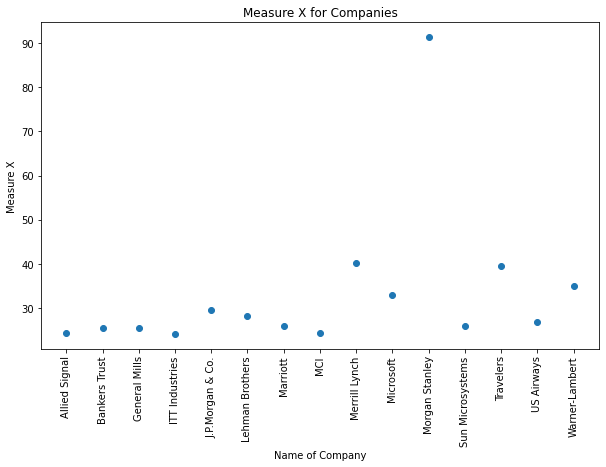 Measure X for Companies
90
80
70
60
50
40
30
Measure X
Allied Signal
Bankers Trust
General Mills
ITT Industries
J.P.Morgan & Co.
Lehman Brothers
Marriott
MCI
Merrill Lynch
Microsoft
Morgan Stanley
Sun Microsystems
Travelers
US Airways
Warner-Lambert
Name of Company